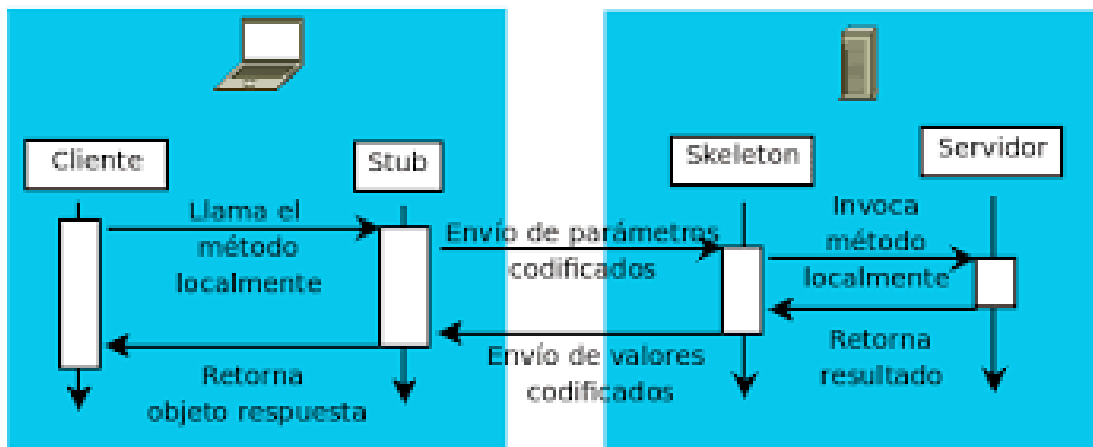 Cliente
Stub
Skeleton
Servidor
Llama el
método
localmente
Envío de parámetros
codificados
Invoca
método
localmente
Retorna
resultado
Envío de valores
codificados
Retorna
objeto respuesta